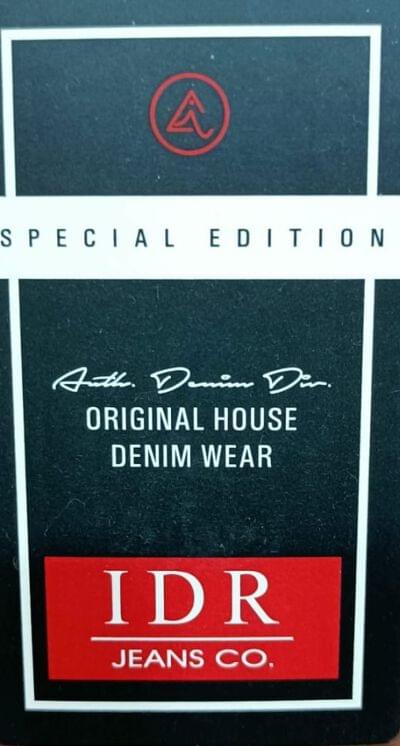 SPECIAL EDITION
Auth. Denim Div.
ORIGINAL HOUSE
DENIM WEAR
IDR
JEANS CO.